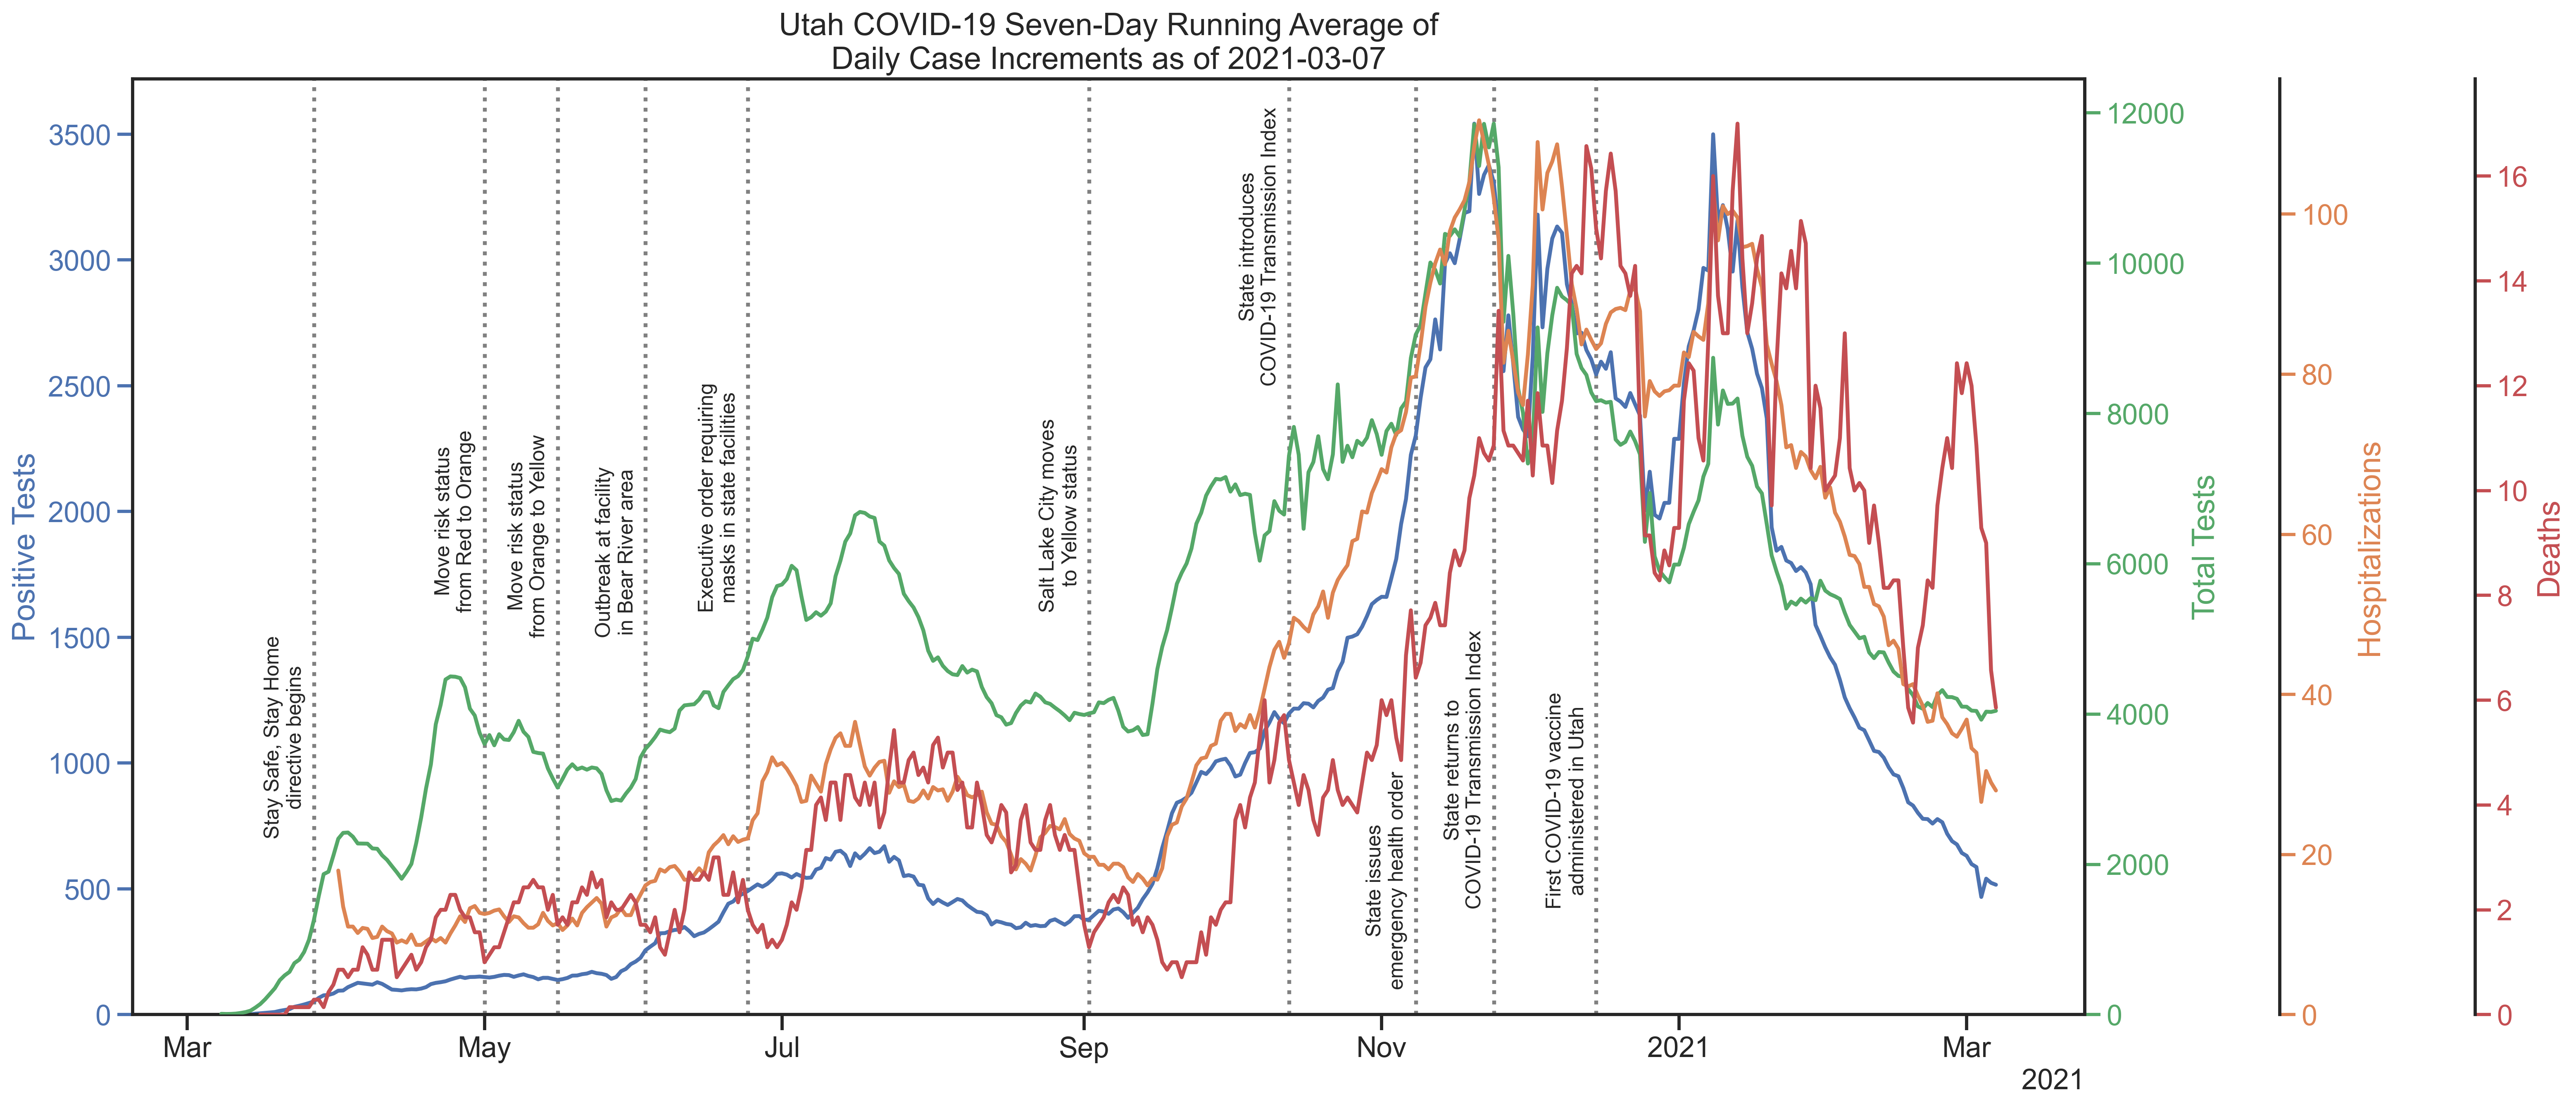 Utah COVID-19 Seven-Day Running Average of
Daily Case Increments as of 2021-03-07
Positive Tests
3500
3000
2500
2000
1500
1000
500
0
Stay Safe, Stay Home
directive begins
Move risk status
from Red to Orange
Move risk status
from Orange to Yellow
Outbreak at facility
in Bear River area
Executive order requiring
masks in state facilities
Salt Lake City moves
to Yellow status
State introduces
COVID-19 Transmission Index
State issues
emergency health order
State returns to
COVID-19 Transmission Index
First COVID-19 vaccine
administered in Utah
12000
10000
8000
6000
4000
2000
0
Total Tests
100
80
60
40
20
0
Hospitalizations
16
14
12
10
8
6
4
2
0
Deaths
Mar
May
Jul
Sep
Nov
2021
Mar
2021